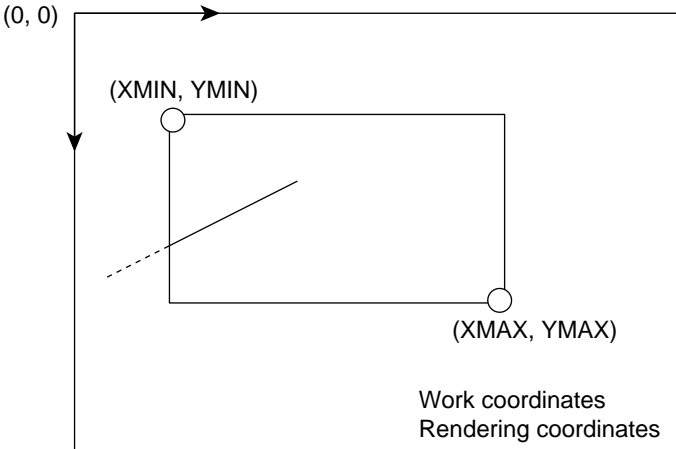 (0, 0)
(XMIN, YMIN)
(XMAX, YMAX)
Work coordinates
Rendering coordinates